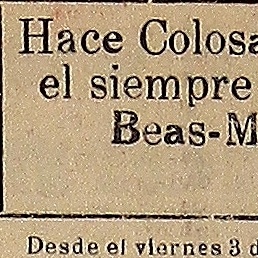 Hace Colosa
el siempre
Beas-M
Desde el viernes 3 d